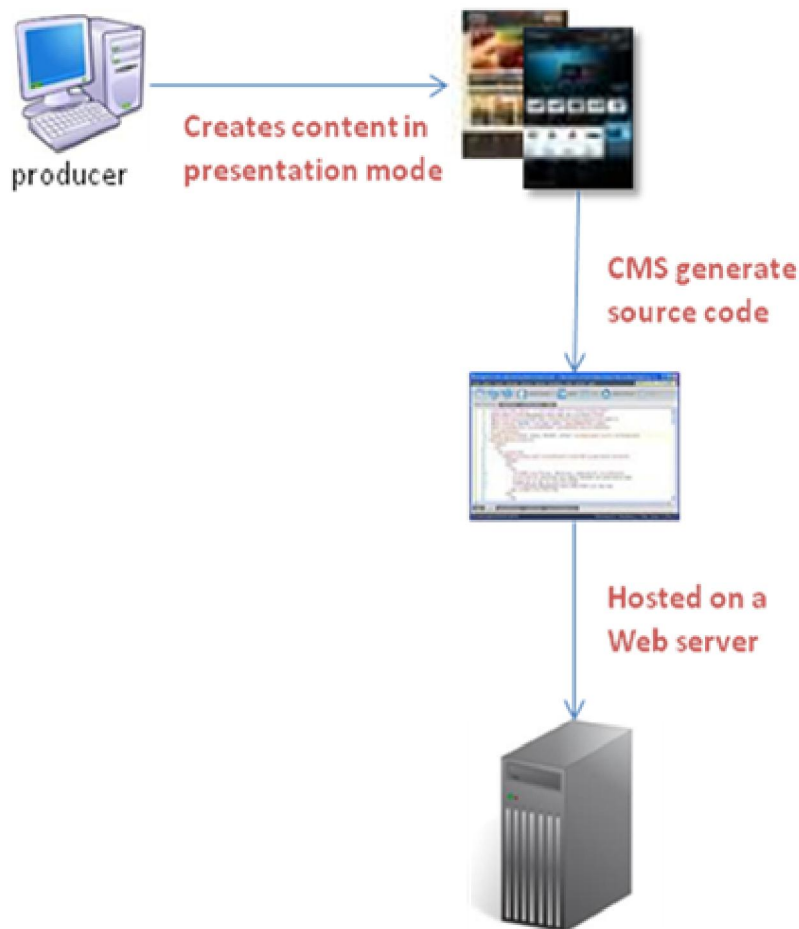 producer
Creates content in
presentation mode
CMS generate
source code
Hosted on a
Web server